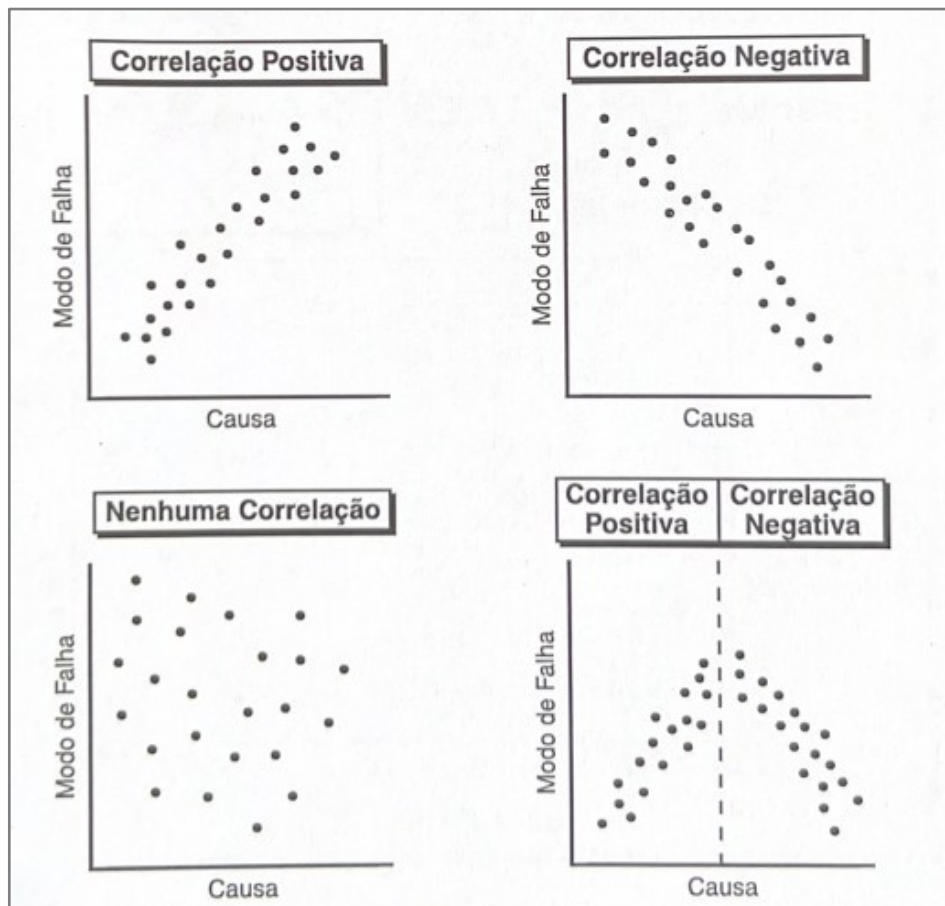 Correlação Positiva
Modo de Falha
Causa
Correlação Negativa
Modo de Falha
Causa
Nenhuma Correlação
Modo de Falha
Causa
Correlação
Positiva
Correlação
Negativa
Modo de Falha
Causa